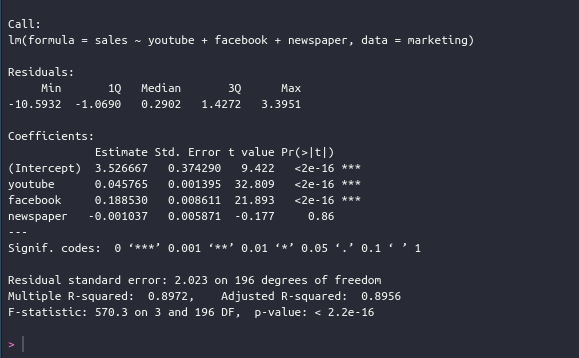 Call:
lm(formula = sales ~ youtube + facebook + newspaper, data = marketing)

Residuals:
     Min       1Q   Median       3Q      Max
-10.5932  -1.0690   0.2902   1.4272   3.3951

Coefficients:
             Estimate Std. Error t value Pr(>|t|)
(Intercept)  3.526667   0.374290   9.422   <2e-16 ***
youtube      0.045765   0.001395  32.809   <2e-16 ***
facebook     0.188530   0.008611  21.893   <2e-16 ***
newspaper   -0.001037   0.005871  -0.177     0.86
---
Signif. codes:  0 ‘***’ 0.001 ‘**’ 0.01 ‘*’ 0.05 ‘.’ 0.1 ‘ ’ 1

Residual standard error: 2.023 on 196 degrees of freedom
Multiple R-squared:  0.8972,    Adjusted R-squared:  0.8956
F-statistic: 570.3 on 3 and 196 DF,  p-value: < 2.2e-16

>